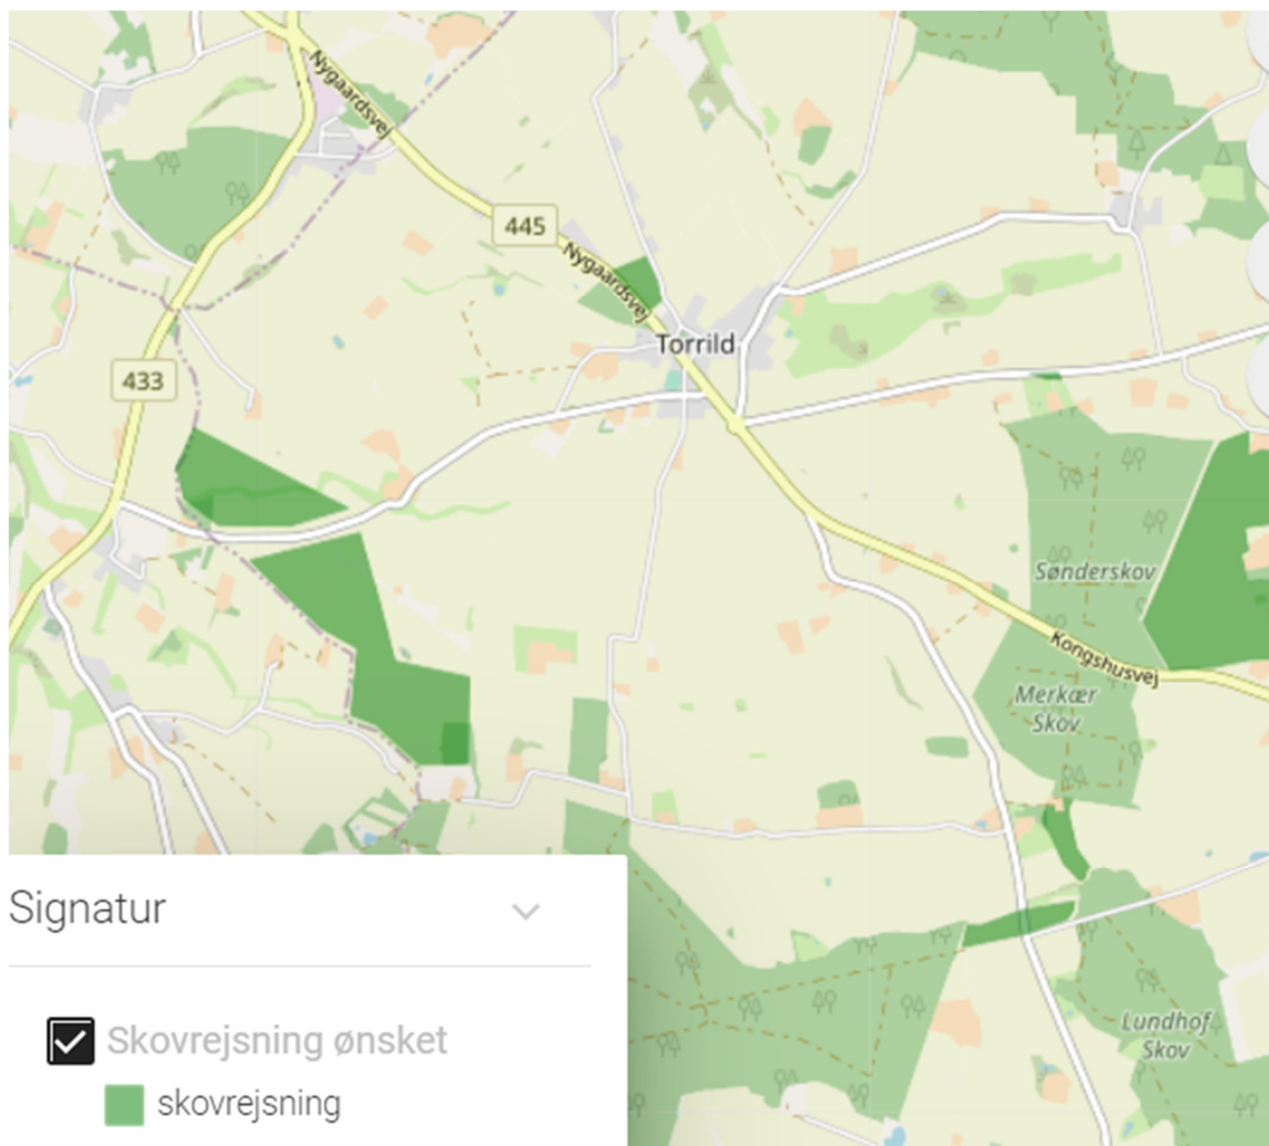 Nygaardsvej
445
Nygaardsvej
Torrild
433
Sønderskov
Kongshusvej
Merkær
Skov
Signatur
Skovrejsning ønsket
skovrejsning
Lundhof
Skov